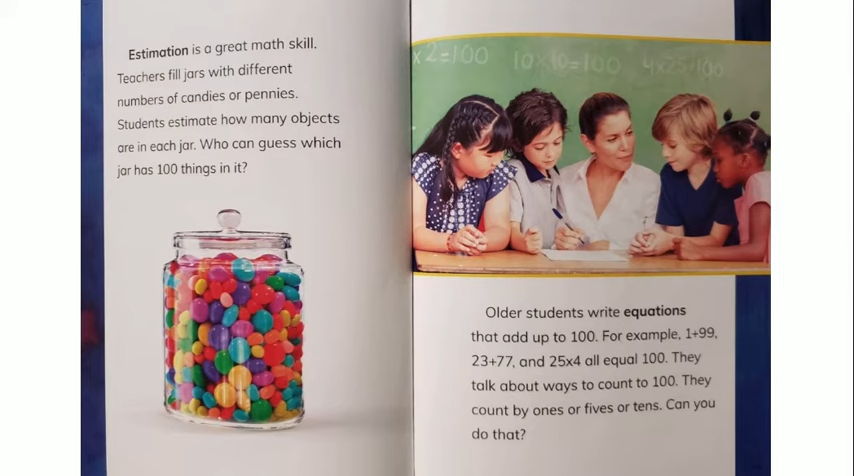 Estimation is a great math skill.
Teachers fill jars with different
numbers of candies or pennies.
Students estimate how many objects
are in each jar. Who can guess which
jar has 100 things in it?
x 2=100 10x10=100 4x25=100
Older students write equations
that add up to 100. For example, 1+99,
23+77, and 25x4 all equal 100. They
talk about ways to count to 100. They
count by ones or fives or tens. Can you
do that?